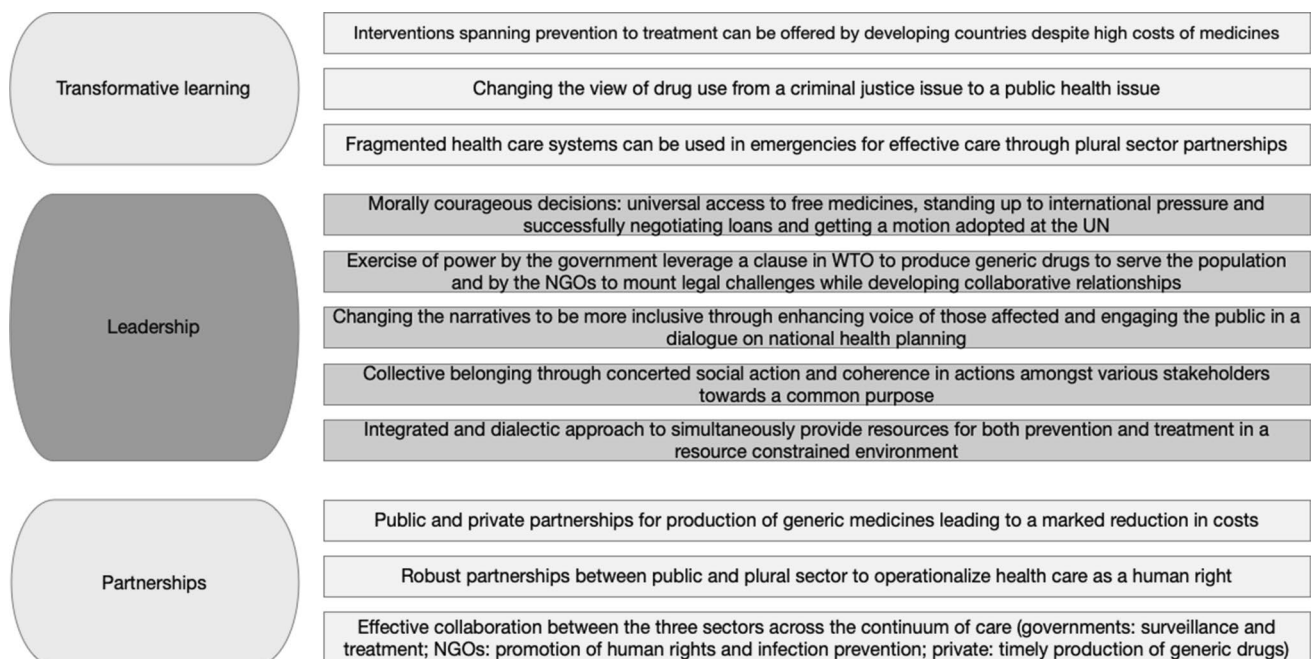 Transformative learning
Interventions spanning prevention to treatment can be offered by developing countries despite high costs of medicines
Changing the view of drug use from a criminal justice issue to a public health issue
Fragmented health care systems can be used in emergencies for effective care through plural sector partnerships
Leadership
Morally courageous decisions: universal access to free medicines, standing up to international pressure and
successfully negotiating loans and getting a motion adopted at the UN
Exercise of power by the government leverage a clause in WTO to produce generic drugs to serve the population
and by the NGOs to mount legal challenges while developing collaborative relationships
Changing the narratives to be more inclusive through enhancing voice of those affected and engaging the public in a
dialogue on national health planning
Collective belonging through concerted social action and coherence in actions amongst various stakeholders
towards a common purpose
Integrated and dialectic approach to simultaneously provide resources for both prevention and treatment in a
resource constrained environment
Partnerships
Public and private partnerships for production of generic medicines leading to a marked reduction in costs
Robust partnerships between public and plural sector to operationalize health care as a human right
Effective collaboration between the three sectors across the continuum of care (governments: surveillance and
treatment; NGOs: promotion of human rights and infection prevention; private: timely production of generic drugs)